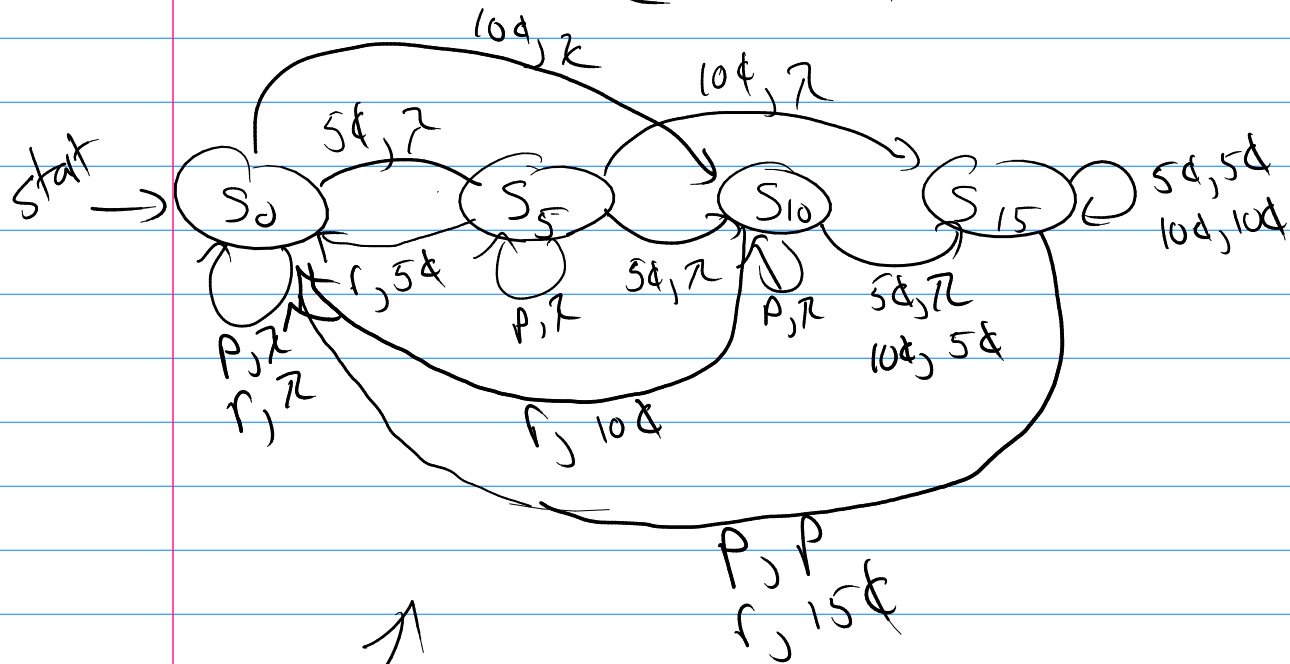 10¢, λ
10¢, λ
5¢, λ
start
S0
S5
S10
S15
5¢, 5¢
10¢, 10¢
r, 5¢
5¢, λ
p, λ
p, λ
5¢, λ
10¢, 5¢
p, λ
r, λ
r, 10¢
p, p
r, 15¢